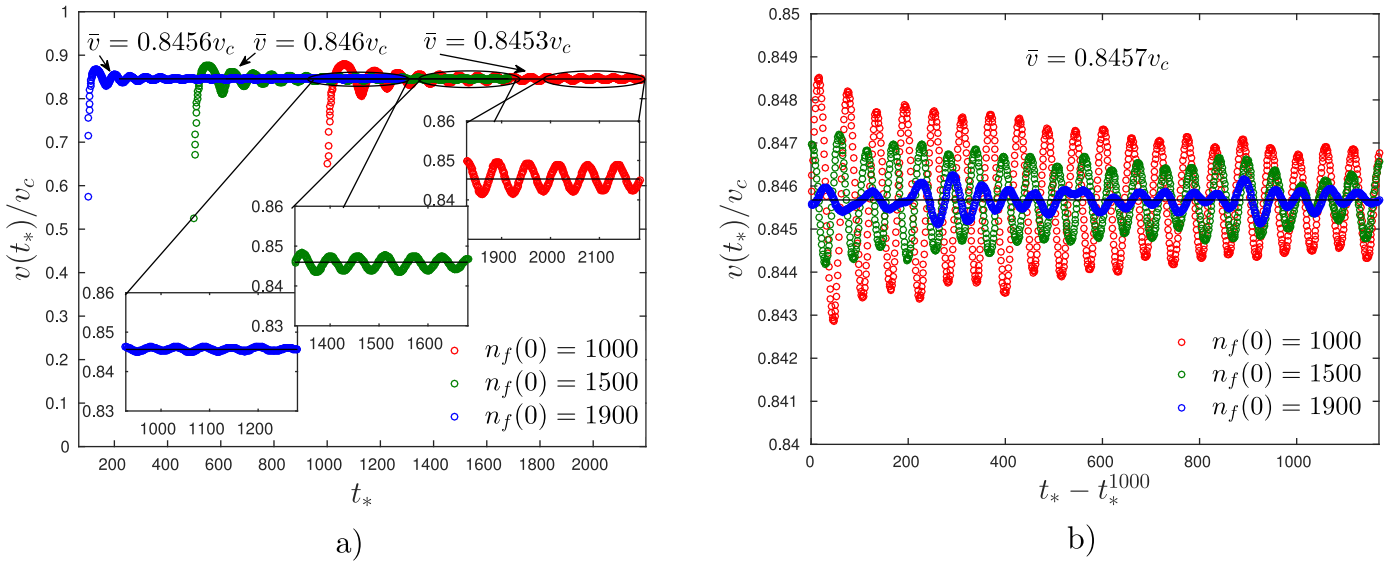 v̄ = 0.8456v_c
v̄ = 0.846v_c
v̄ = 0.8453v_c
v(t_*)/v_c
1
0.9
0.8
0.7
0.6
0.5
0.4
0.3
0.2
0.1
0
0.86
0.85
0.84
0.83
1000 1100 1200
0.86
0.85
0.84
0.83
1400 1500 1600
0.86
0.85
0.84
1900 2000 2100
n_f(0) = 1000
n_f(0) = 1500
n_f(0) = 1900
200 400 600 800 1000 1200 1400 1600 1800 2000
t_*
a)
v̄ = 0.8457v_c
v(t_*)/v_c
0.85
0.849
0.848
0.847
0.846
0.845
0.844
0.843
0.842
0.841
0.84
n_f(0) = 1000
n_f(0) = 1500
n_f(0) = 1900
0 200 400 600 800 1000
t_* − t_*^1000
b)